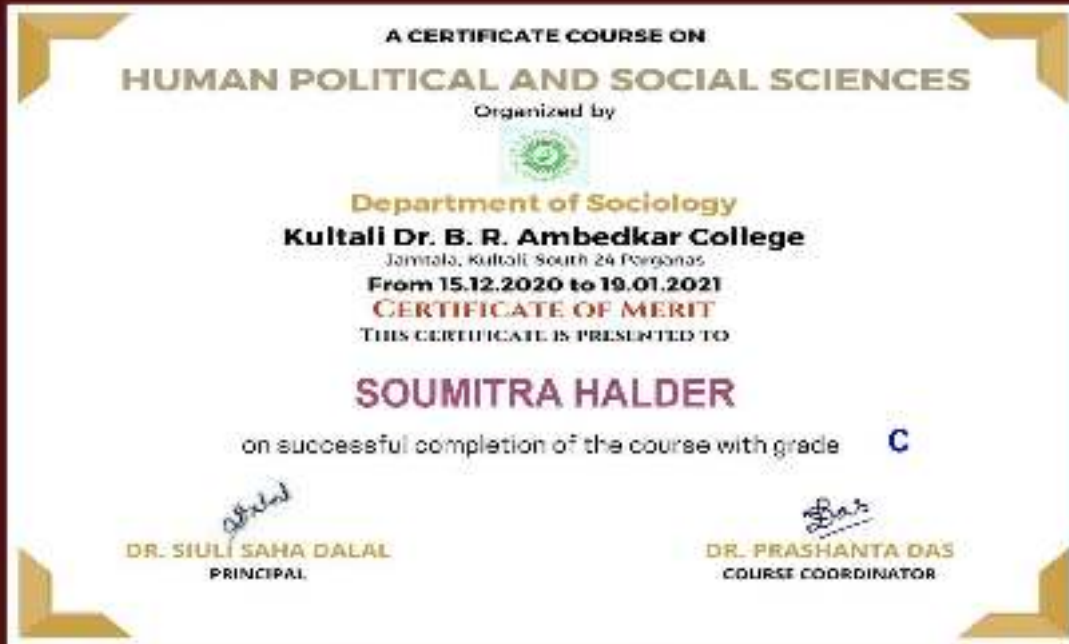 A CERTIFICATE COURSE ON
HUMAN POLITICAL AND SOCIAL SCIENCES
Organized by
Department of Sociology
Kultali Dr. B. R. Ambedkar College
Jamtala, Kultali, South 24 Parganas
From 15.12.2020 to 19.01.2021
CERTIFICATE OF MERIT
THIS CERTIFICATE IS PRESENTED TO
SOUMITRA HALDER
on successful completion of the course with grade C
DR. SIULI SAHA DALAL
PRINCIPAL
Das
DR. PRASHANTA DAS
COURSE COORDINATOR